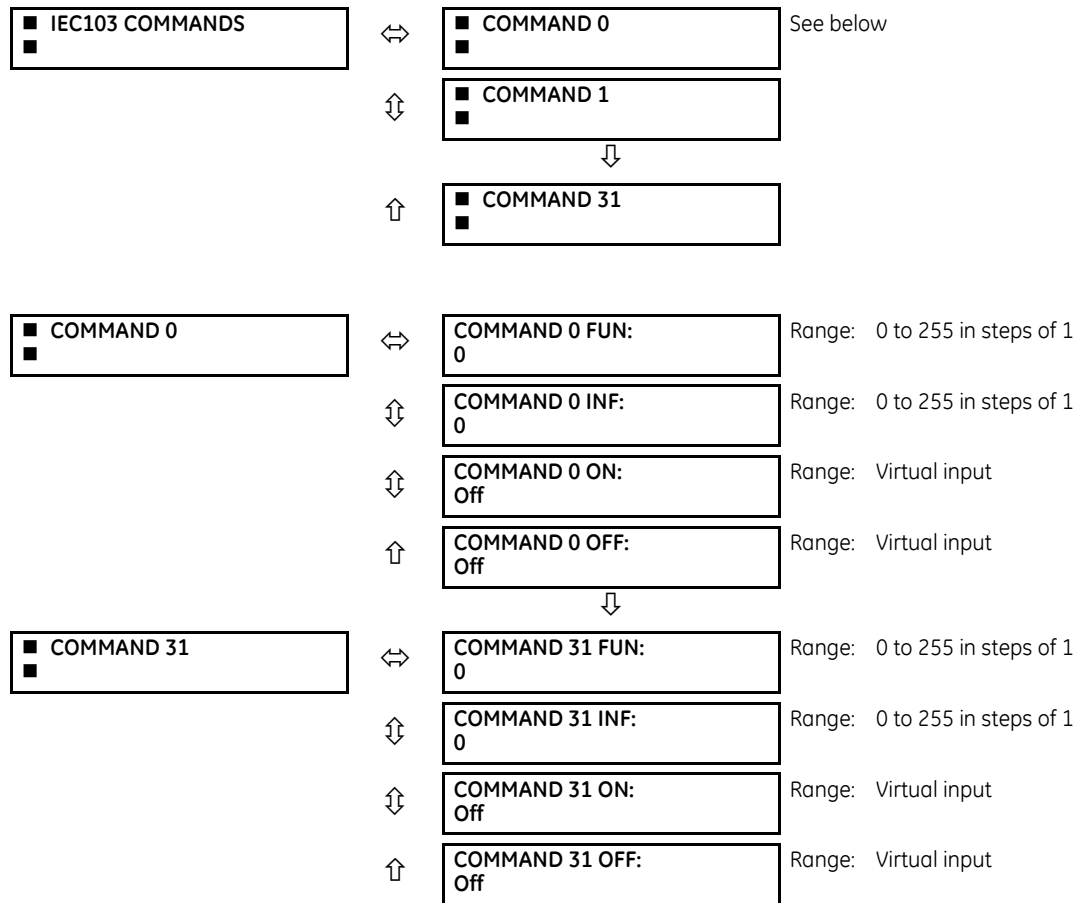 ■ IEC103 COMMANDS
■
■ COMMAND 0
■
See below
■ COMMAND 1
■
■ COMMAND 31
■
■ COMMAND 0
■
COMMAND 0 FUN:
0
Range: 0 to 255 in steps of 1
COMMAND 0 INF:
0
Range: 0 to 255 in steps of 1
COMMAND 0 ON:
Off
Range: Virtual input
COMMAND 0 OFF:
Off
Range: Virtual input
■ COMMAND 31
■
COMMAND 31 FUN:
0
Range: 0 to 255 in steps of 1
COMMAND 31 INF:
0
Range: 0 to 255 in steps of 1
COMMAND 31 ON:
Off
Range: Virtual input
COMMAND 31 OFF:
Off
Range: Virtual input